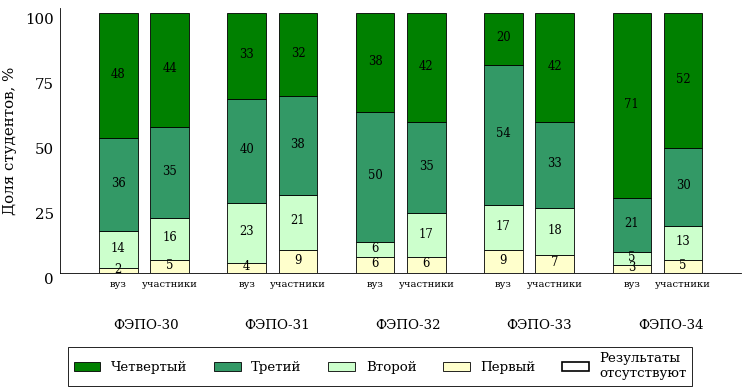 Доля студентов, %
100
75
50
25
0
48 44 33 32 38 42 20 42 71 52
36 35 40 38 50 35 54 33 21 30
14 16 23 21 6 17 17 18 5 13
2 5 4 9 6 6 9 7 3 5
вуз участники вуз участники вуз участники вуз участники вуз участники
ФЭПО-30 ФЭПО-31 ФЭПО-32 ФЭПО-33 ФЭПО-34
Четвертый Третий Второй Первый Результаты
отсутствуют